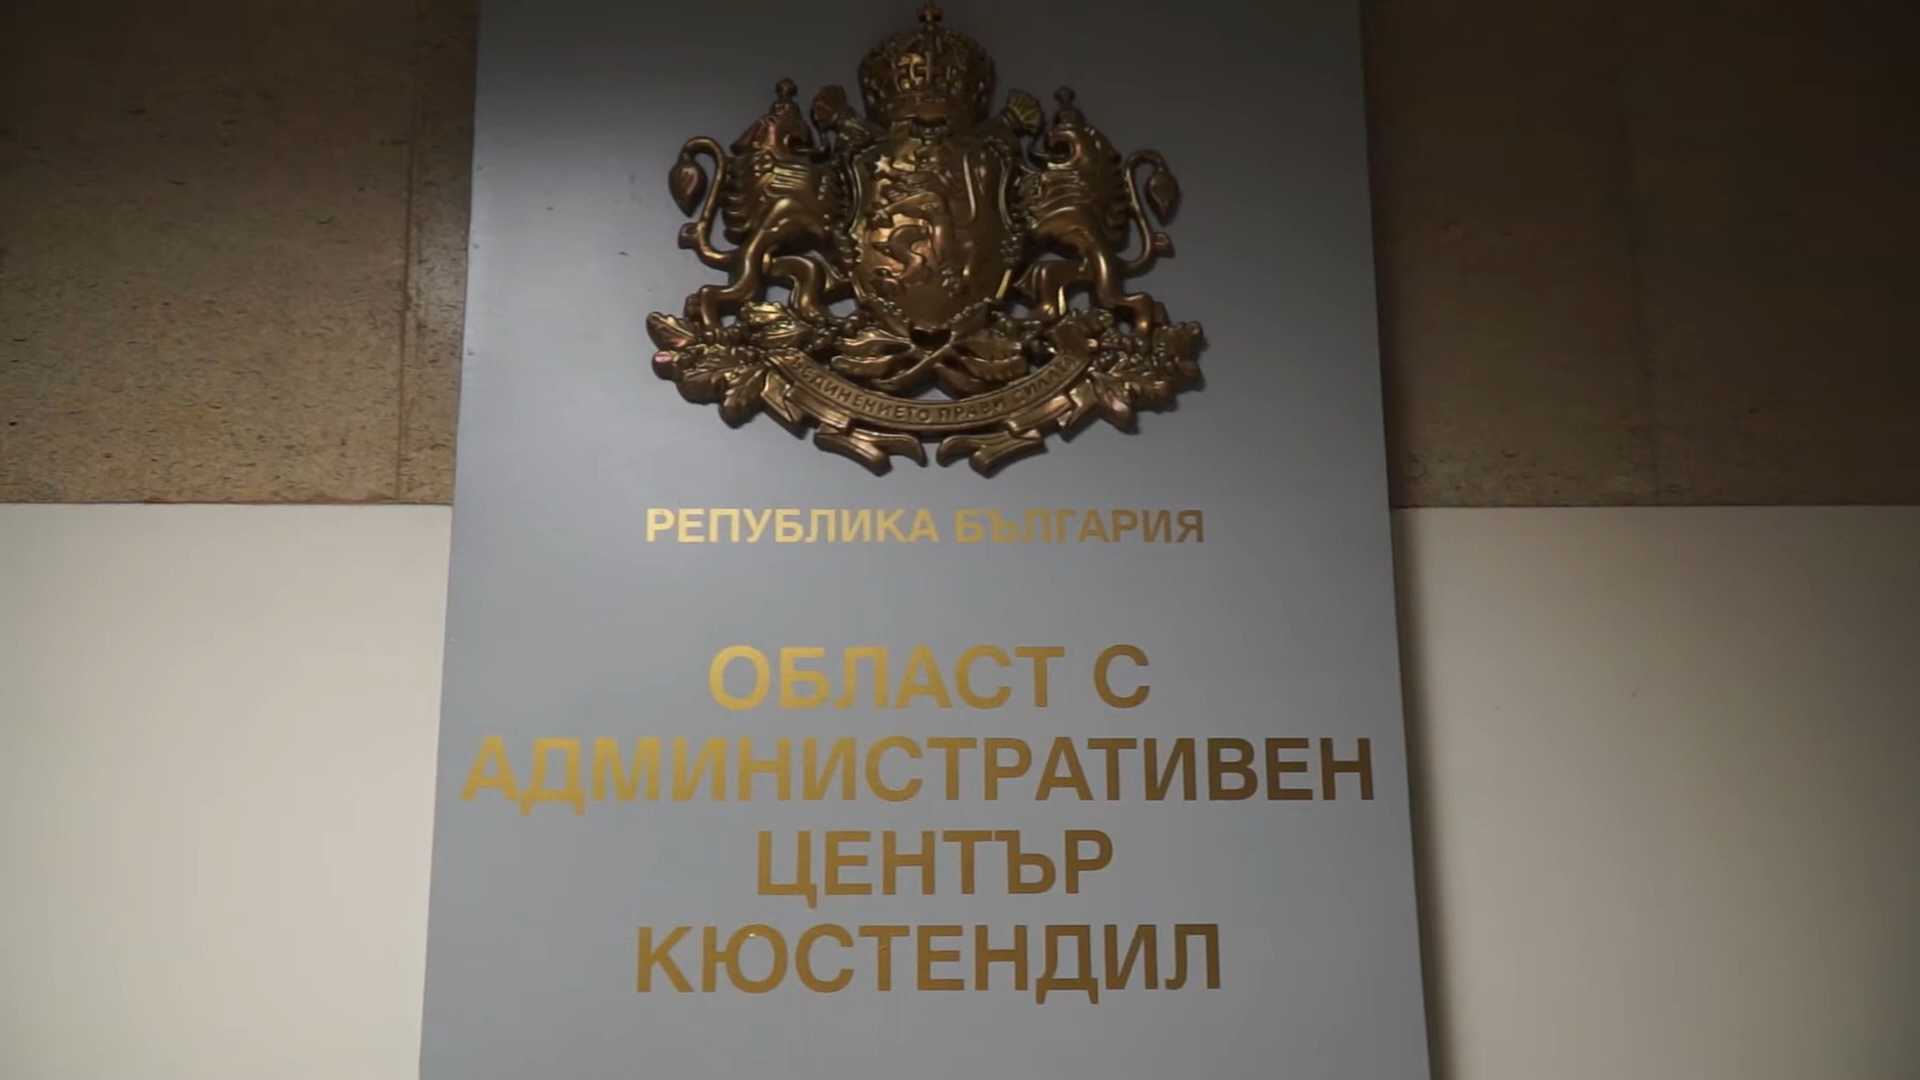 СЪЕДИНЕНИЕТО ПРАВИ СИЛАТА
РЕПУБЛИКА БЪЛГАРИЯ
ОБЛАСТ С
АДМИНИСТРАТИВЕН
ЦЕНТЪР
КЮСТЕНДИЛ